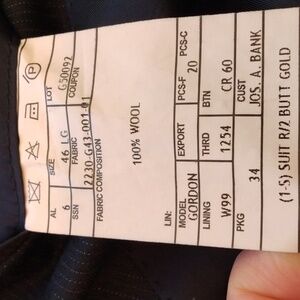 P
AL
SIZE
LOT
6
46 LG
G50092
SSN
FABRIC
COUPON
2230-G43-001-01
FABRIC COMPOSITION
100% WOOL
LIN:
MODEL
EXPORT
PCS-F
PCS-C
GORDON
20
LINING
THRD
BTN
W99
1254
CR 60
PKG
CUST
34
JOS. A. BANK
(1-5) SUIT R/2 BUTT GOLD